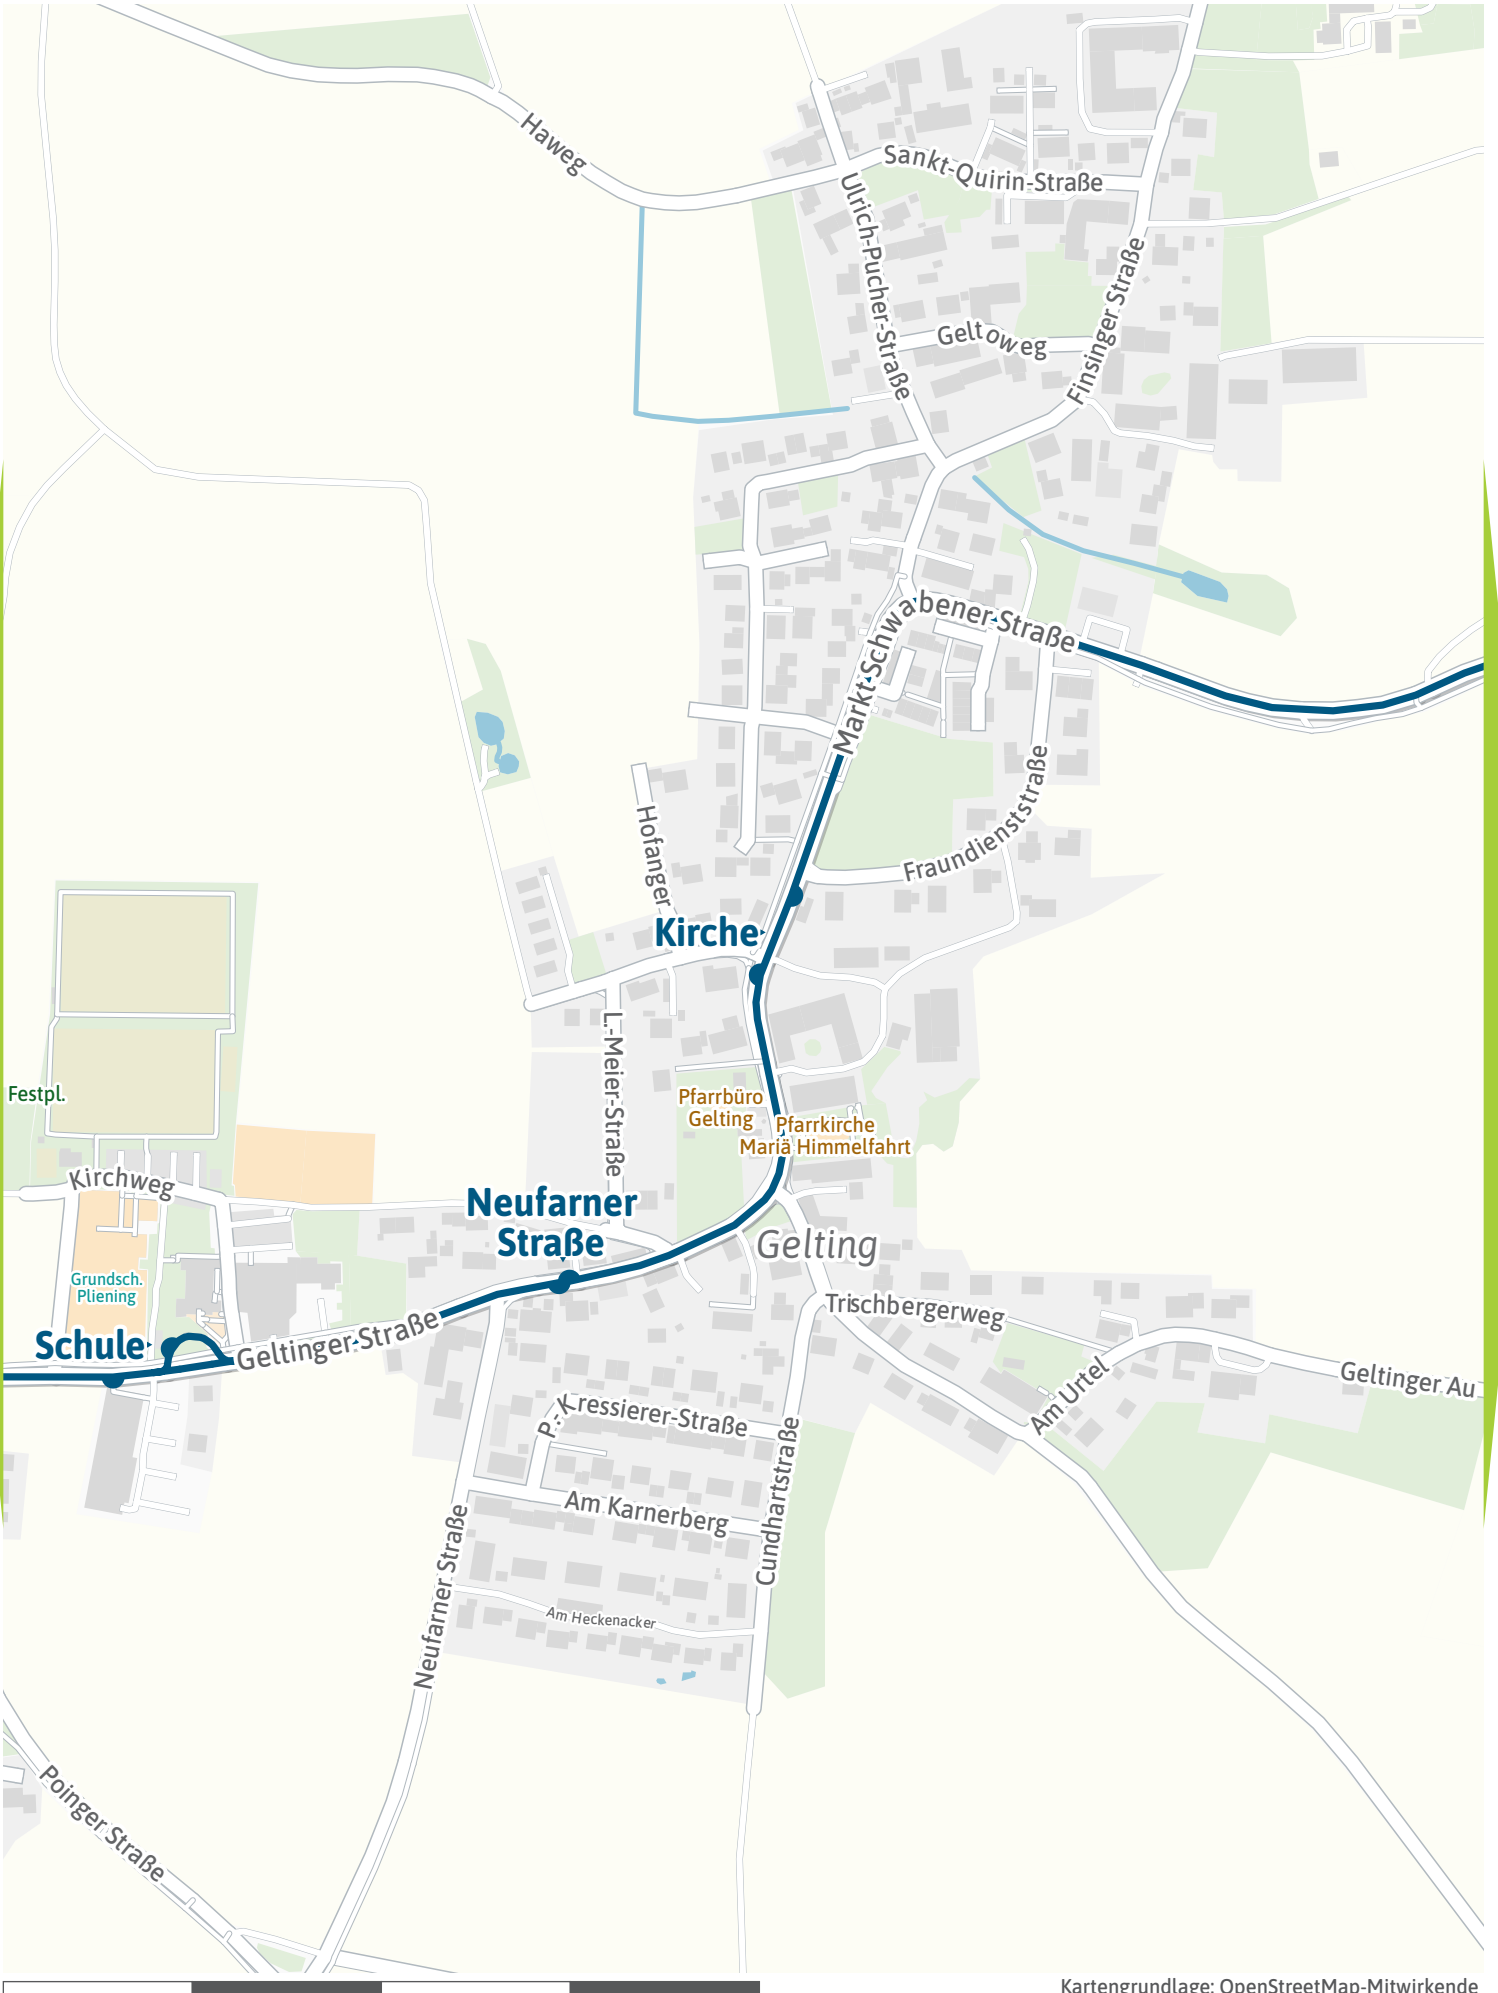 Haweg
Sankt-Quirin-Straße
Ulrich-Pucher-Straße
Finsinger Straße
Geltoweg
Markt Schwabener Straße
Fraundienststraße
Hofanger
Kirche
L.-Meier-Straße
Festpl.
Pfarrbüro
Gelting
Pfarrkirche
Mariä Himmelfahrt
Kirchweg
Neufarner
Straße
Gelting
Grundsch.
Pliening
Schule
Geltinger Straße
Trischbergerweg
Am Urtel
Geltinger Au
P.-Kressierer-Straße
Cundhartstraße
Am Karnerberg
Neufarner Straße
Am Heckenacker
Poinger Straße
Kartengrundlage: OpenStreetMap-Mitwirkende